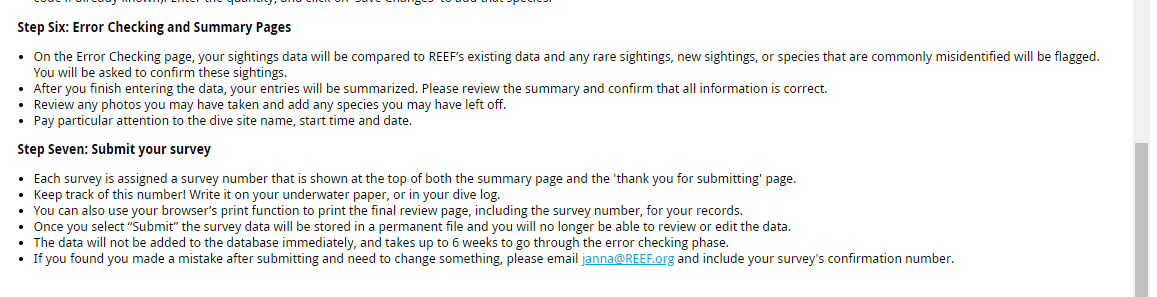 Step Six: Error Checking and Summary Pages
• On the Error Checking page, your sightings data will be compared to REEF's existing data and any rare sightings, new sightings, or species that are commonly misidentified will be flagged.
You will be asked to confirm these sightings.
• After you finish entering the data, your entries will be summarized. Please review the summary and confirm that all information is correct.
• Review any photos you may have taken and add any species you may have left off.
• Pay particular attention to the dive site name, start time and date.
Step Seven: Submit your survey
• Each survey is assigned a survey number that is shown at the top of both the summary page and the 'thank you for submitting' page.
• Keep track of this number! Write it on your underwater paper, or in your dive log.
• You can also use your browser's print function to print the final review page, including the survey number, for your records.
• Once you select “Submit” the survey data will be stored in a permanent file and you will no longer be able to review or edit the data.
• The data will not be added to the database immediately, and takes up to 6 weeks to go through the error checking phase.
• If you found you made a mistake after submitting and need to change something, please email janna@REEF.org and include your survey's confirmation number.